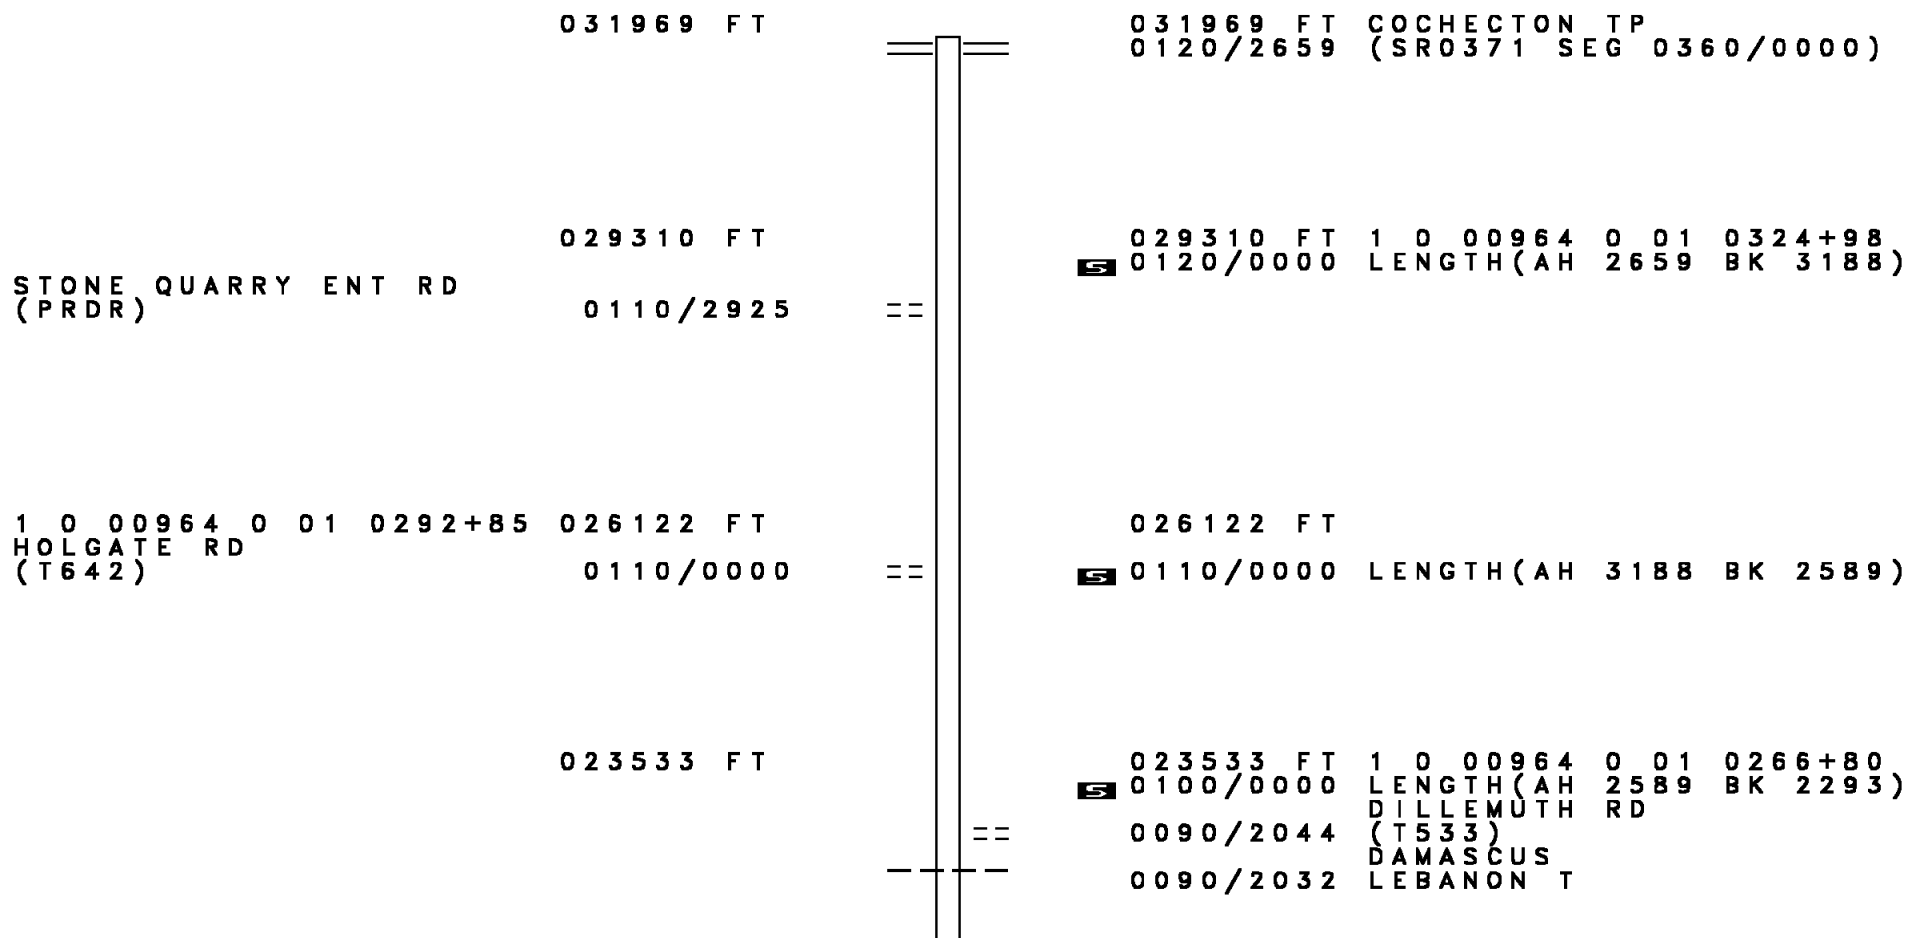 031969 FT 031969 FT COCHECTON TP
0120/2659 (SR0371 SEG 0360/0000)
029310 FT 029310 FT 1 0 00964 0 01 0324+98
S 0120/0000 LENGTH(AH 2659 BK 3188)
STONE QUARRY ENT RD
(PRDR) 0110/2925
1 0 00964 0 01 0292+85 026122 FT 026122 FT
HOLGATE RD
(T642) 0110/0000 S 0110/0000 LENGTH(AH 3188 BK 2589)
023533 FT 023533 FT 1 0 00964 0 01 0266+80
S 0100/0000 LENGTH(AH 2589 BK 2293)
DILLEMUTH RD
0090/2044 (T533)
DAMASCUS
0090/2032 LEBANON T